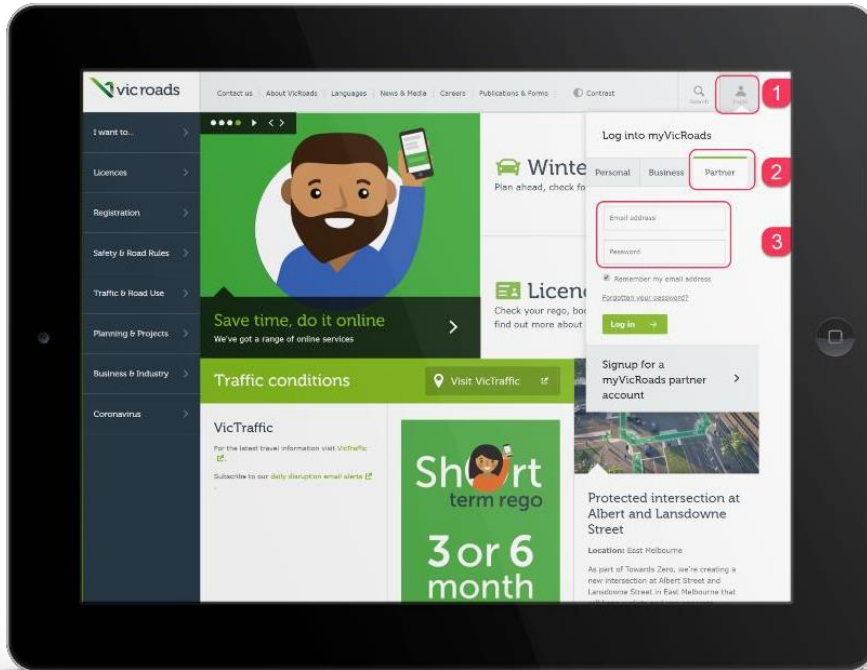 vic roads
Contact us
About VicRoads
Languages
News & Media
Careers
Publications & Forms
Contrast
Search
Login
1
I want to...
Licences
Registration
Safety & Road Rules
Traffic & Road Use
Planning & Projects
Business & Industry
Coronavirus
Save time, do it online
We've got a range of online services
Winte
Plan ahead, check fo
Licenc
Check your rego, boo
find out more about
Log into myVicRoads
Personal
Business
Partner
2
Email address
Password
3
Remember my email address
Forgotten your password?
Log in
Signup for a
myVicRoads partner
account
Traffic conditions
Visit VicTraffic
VicTraffic
For the latest travel information visit VicTraffic
.
Subscribe to our daily disruption email alerts
.
Short
term rego
3 or 6
month
Protected intersection at
Albert and Lansdowne
Street
Location: East Melbourne
As part of Towards Zero, we're creating a
new intersection at Albert Street and
Lansdowne Street in East Melbourne that